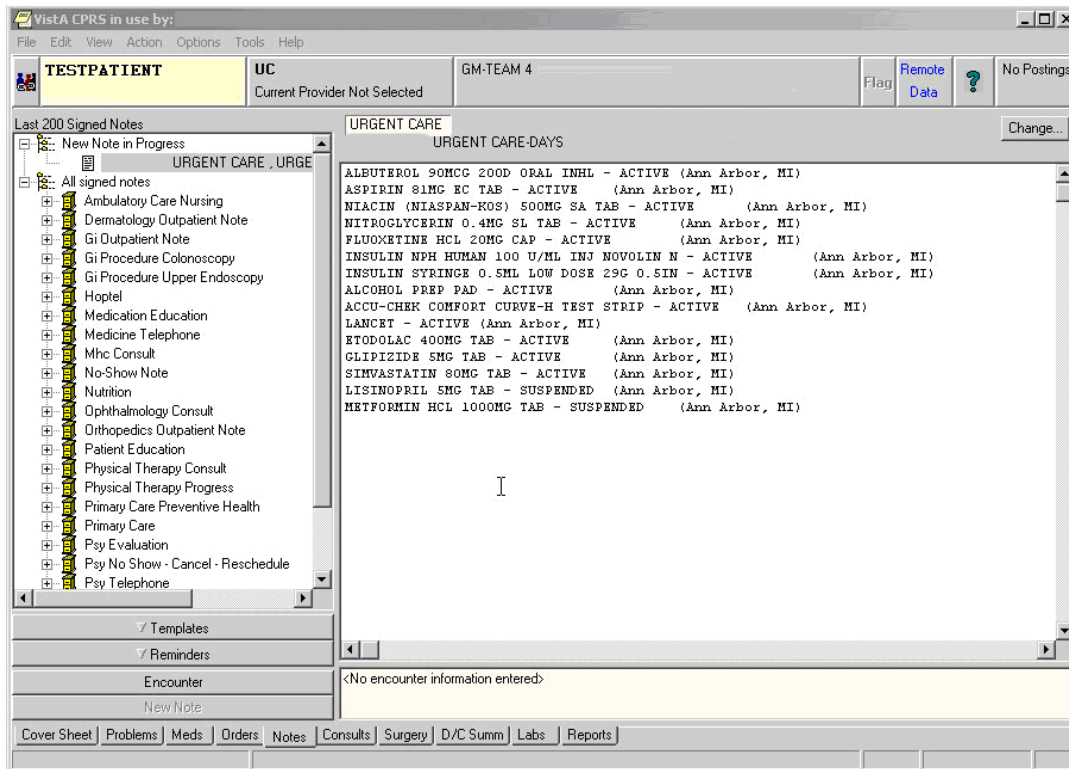 VistA CPRS in use by:
File Edit View Action Options Tools Help
TESTPATIENT
UC
Current Provider Not Selected
GM-TEAM 4
Flag
Remote
Data
?
No Postings
Last 200 Signed Notes
New Note in Progress
URGENT CARE , URGE
All signed notes
Ambulatory Care Nursing
Dermatology Outpatient Note
Gi Outpatient Note
Gi Procedure Colonoscopy
Gi Procedure Upper Endoscopy
Hoptel
Medication Education
Medicine Telephone
Mhc Consult
No-Show Note
Nutrition
Ophthalmology Consult
Orthopedics Outpatient Note
Patient Education
Physical Therapy Consult
Physical Therapy Progress
Primary Care Preventive Health
Primary Care
Psy Evaluation
Psy No Show - Cancel - Reschedule
Psy Telephone
Templates
Reminders
Encounter
New Note
URGENT CARE
URGENT CARE-DAYS
Change...
ALBUTEROL 90MCG 200D ORAL INHL - ACTIVE (Ann Arbor, MI)
ASPIRIN 81MG EC TAB - ACTIVE (Ann Arbor, MI)
NIACIN (NIASPAN-KOS) 500MG SA TAB - ACTIVE (Ann Arbor, MI)
NITROGLYCERIN 0.4MG SL TAB - ACTIVE (Ann Arbor, MI)
FLUOXETINE HCL 20MG CAP - ACTIVE (Ann Arbor, MI)
INSULIN NPH HUMAN 100 U/ML INJ NOVOLIN N - ACTIVE (Ann Arbor, MI)
INSULIN SYRINGE 0.5ML LOW DOSE 29G 0.5IN - ACTIVE (Ann Arbor, MI)
ALCOHOL PREP PAD - ACTIVE (Ann Arbor, MI)
ACCU-CHEK COMFORT CURVE-H TEST STRIP - ACTIVE (Ann Arbor, MI)
LANCET - ACTIVE (Ann Arbor, MI)
ETODOLAC 400MG TAB - ACTIVE (Ann Arbor, MI)
GLIPIZIDE 5MG TAB - ACTIVE (Ann Arbor, MI)
SIMVASTATIN 80MG TAB - ACTIVE (Ann Arbor, MI)
LISINOPRIL 5MG TAB - SUSPENDED (Ann Arbor, MI)
METFORMIN HCL 1000MG TAB - SUSPENDED (Ann Arbor, MI)
<No encounter information entered>
Cover Sheet Problems Meds Orders Notes Consults Surgery D/C Summ Labs Reports